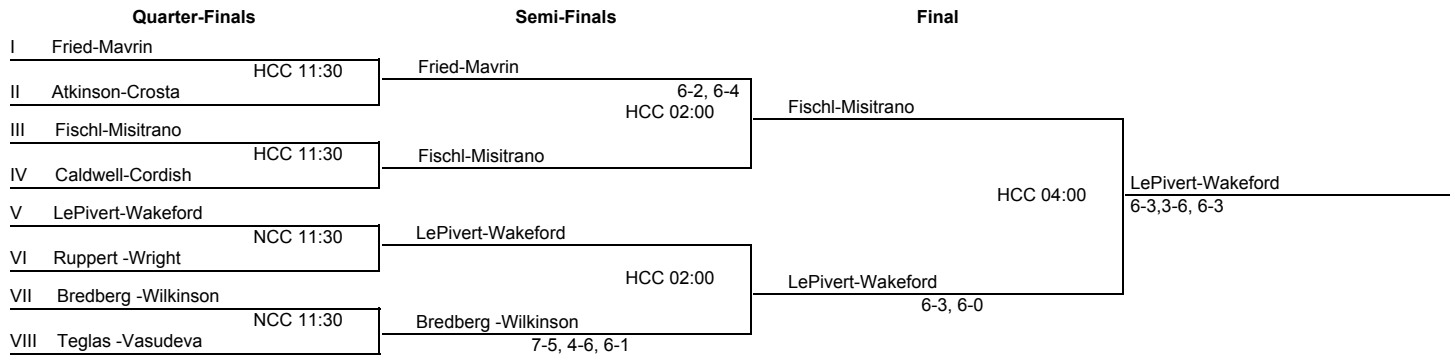 Quarter-Finals Semi-Finals Final
I Fried-Mavrin
HCC 11:30
Fried-Mavrin
II Atkinson-Crosta
6-2, 6-4
HCC 02:00
Fischl-Misitrano
III Fischl-Misitrano
HCC 11:30
Fischl-Misitrano
IV Caldwell-Cordish
HCC 04:00
LePivert-Wakeford
6-3,3-6, 6-3
V LePivert-Wakeford
NCC 11:30
LePivert-Wakeford
VI Ruppert -Wright
HCC 02:00
LePivert-Wakeford
6-3, 6-0
VII Bredberg -Wilkinson
NCC 11:30
Bredberg -Wilkinson
7-5, 4-6, 6-1
VIII Teglas -Vasudeva